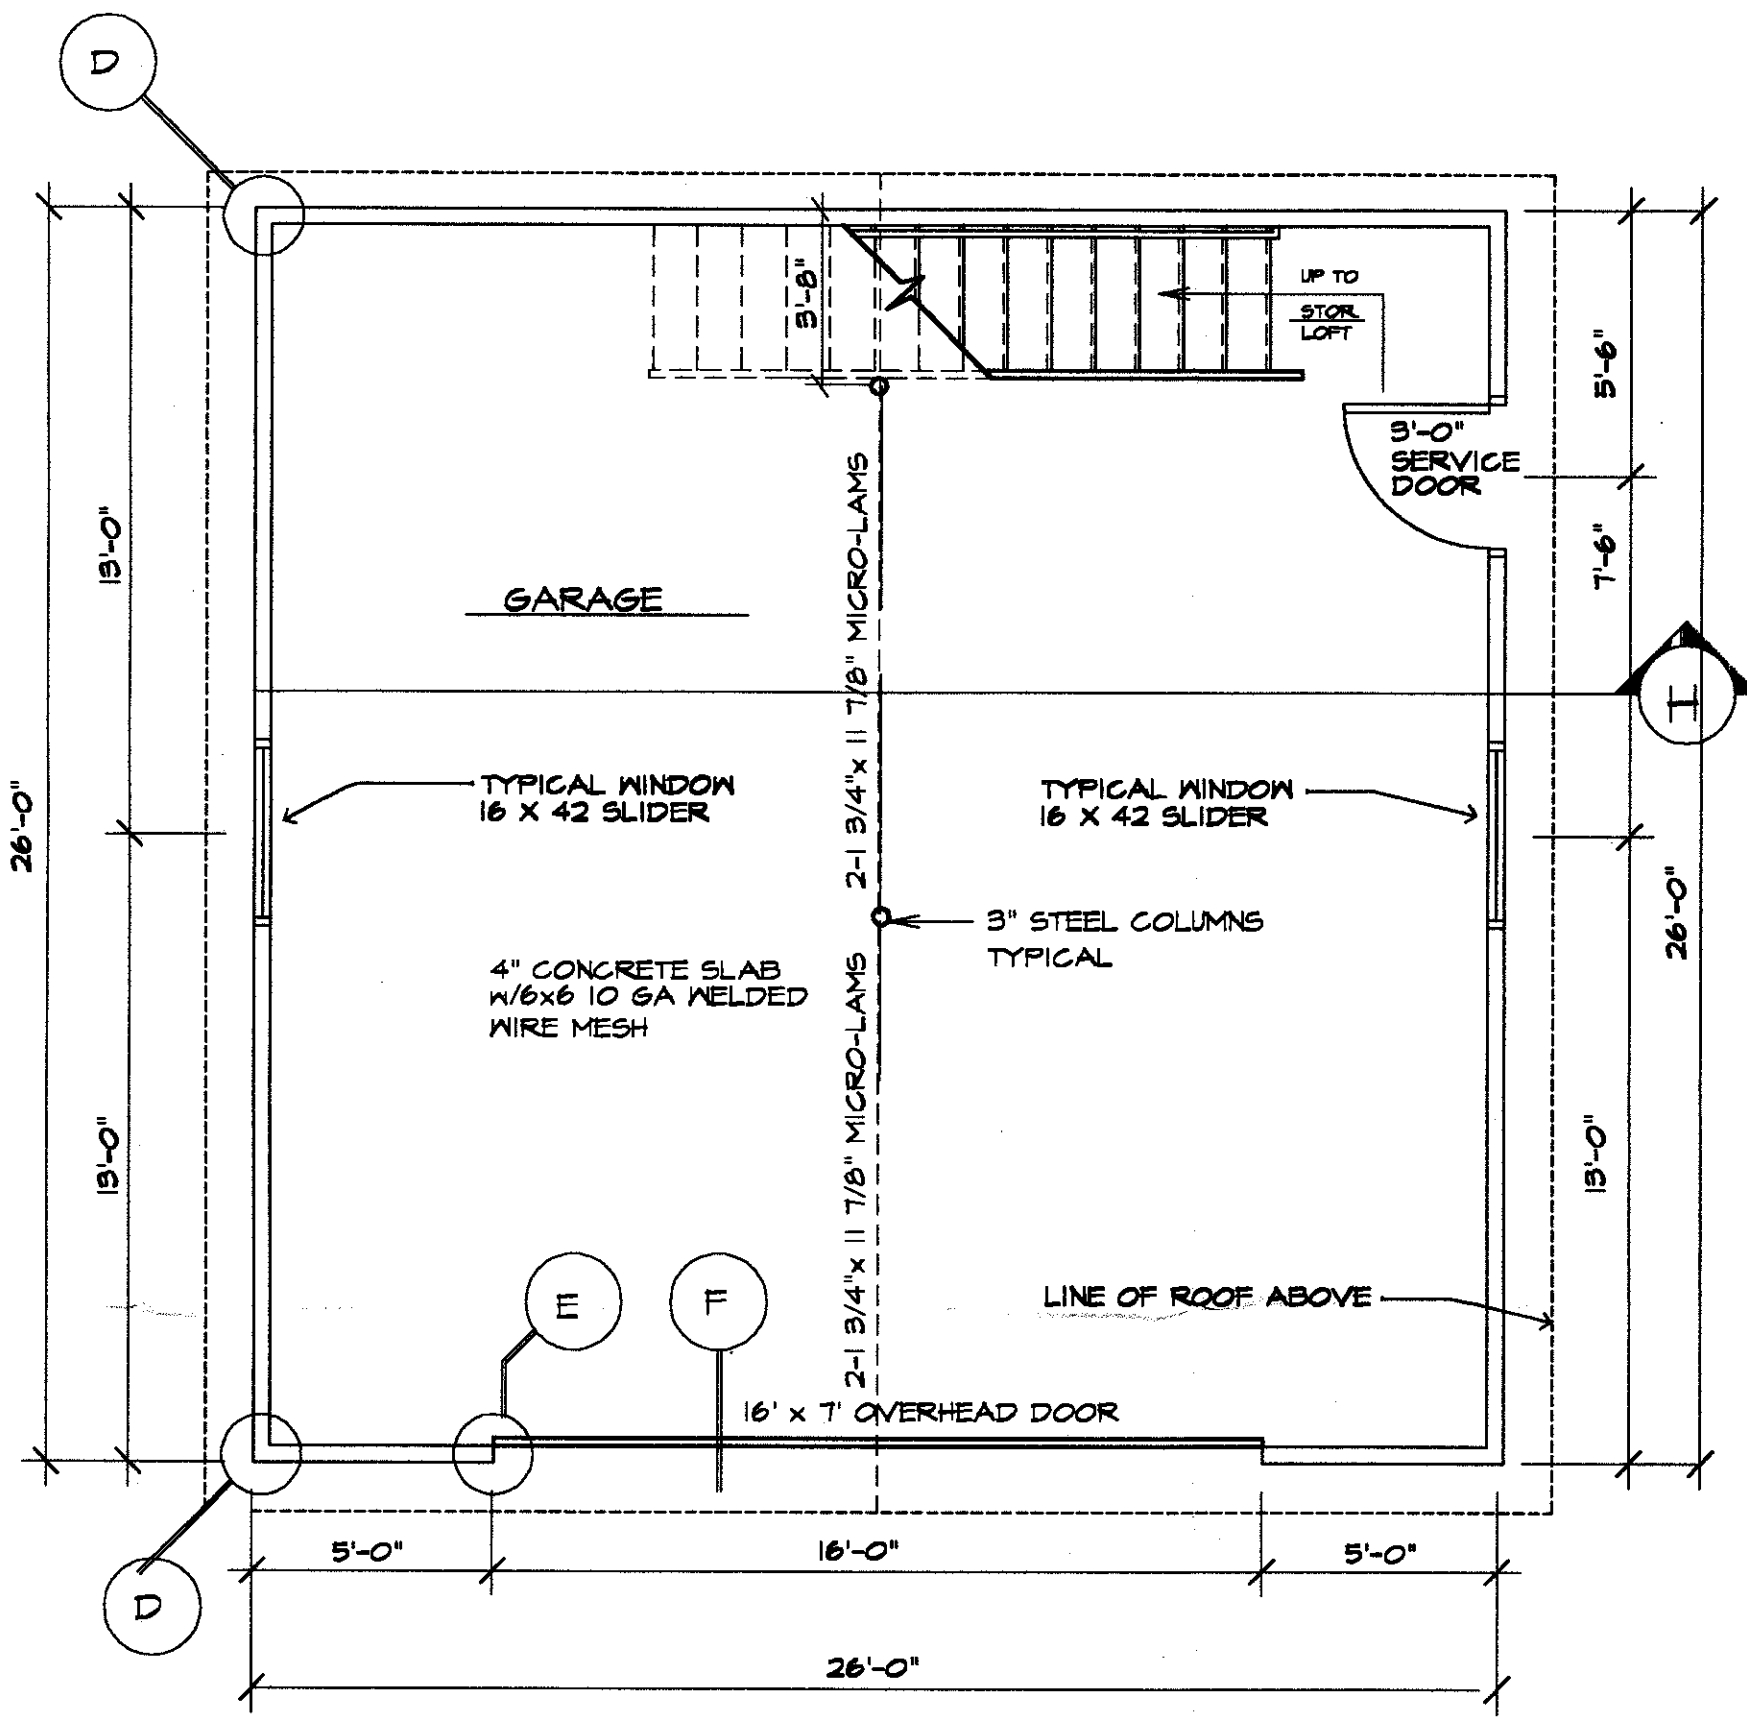 D
3'-8"
UP TO
STOR
LOFT
5'-6"
3'-0"
SERVICE
DOOR
13'-0"
7'-6"
GARAGE
2-1 3/4"x 11 7/8" MICRO-LAMS
1
26'-0"
TYPICAL WINDOW
16 X 42 SLIDER
TYPICAL WINDOW
16 X 42 SLIDER
26'-0"
3" STEEL COLUMNS
TYPICAL
4" CONCRETE SLAB
W/6x6 10 GA WELDED
WIRE MESH
2-1 3/4"x 11 7/8" MICRO-LAMS
13'-0"
13'-0"
E
F
LINE OF ROOF ABOVE
16' x 7' OVERHEAD DOOR
5'-0"
16'-0"
5'-0"
D
26'-0"